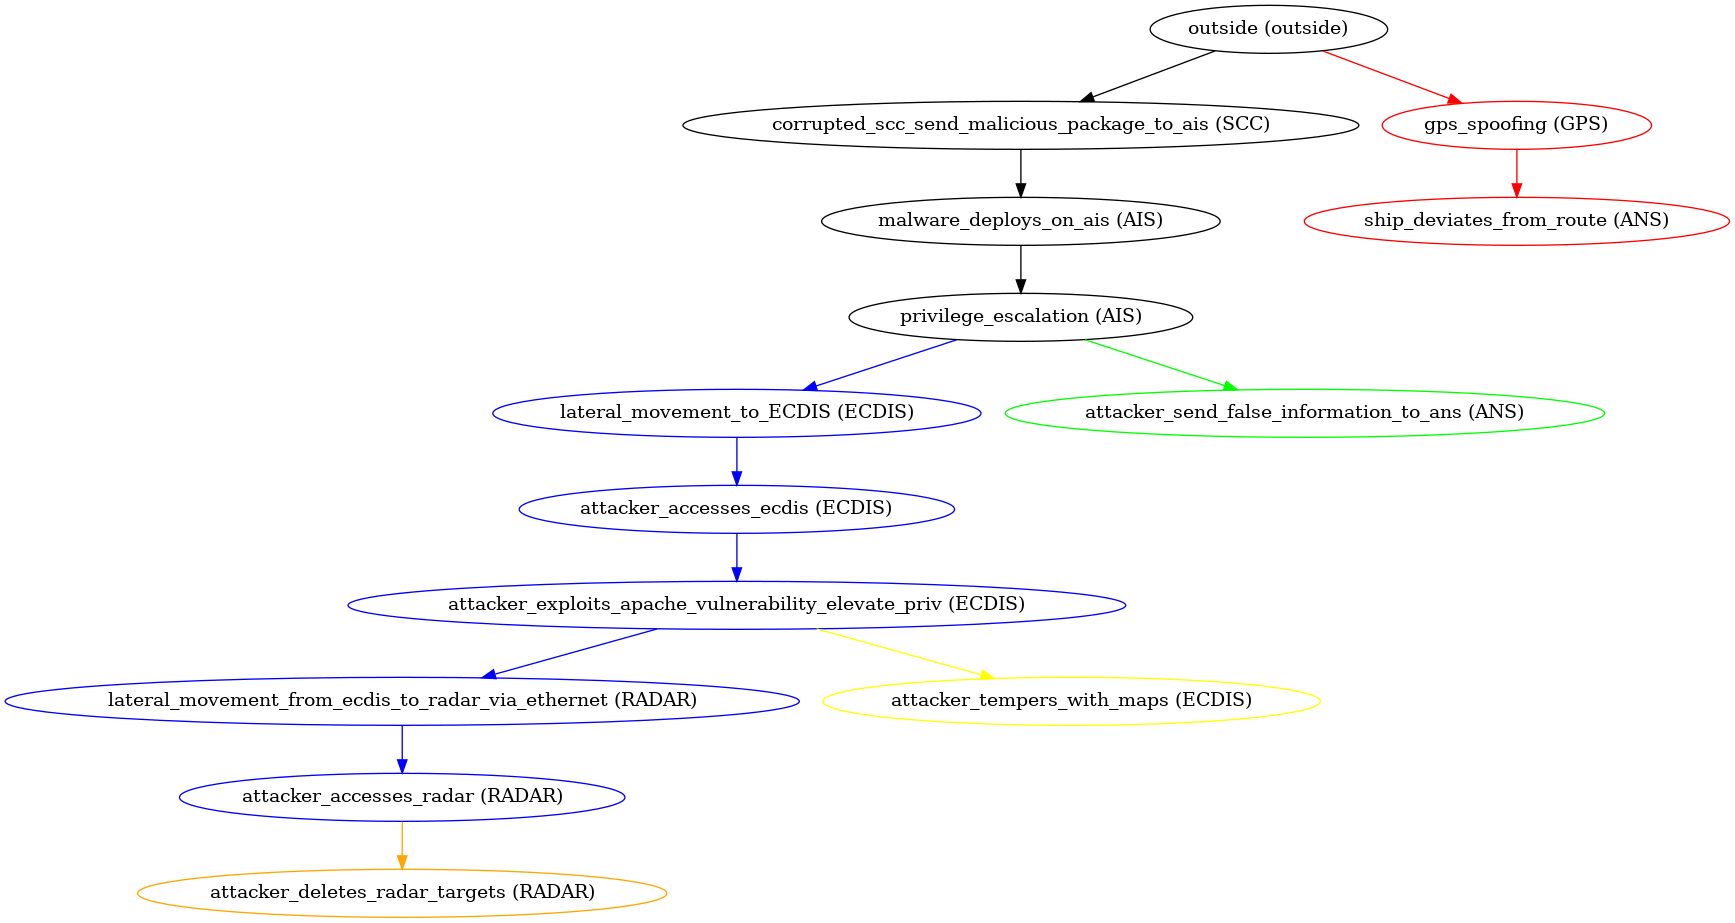 outside (outside)
corrupted_scc_send_malicious_package_to_ais (SCC)
gps_spoofing (GPS)
malware_deploys_on_ais (AIS)
ship_deviates_from_route (ANS)
privilege_escalation (AIS)
lateral_movement_to_ECDIS (ECDIS)
attacker_send_false_information_to_ans (ANS)
attacker_accesses_ecdis (ECDIS)
attacker_exploits_apache_vulnerability_elevate_priv (ECDIS)
lateral_movement_from_ecdis_to_radar_via_ethernet (RADAR)
attacker_tempers_with_maps (ECDIS)
attacker_accesses_radar (RADAR)
attacker_deletes_radar_targets (RADAR)